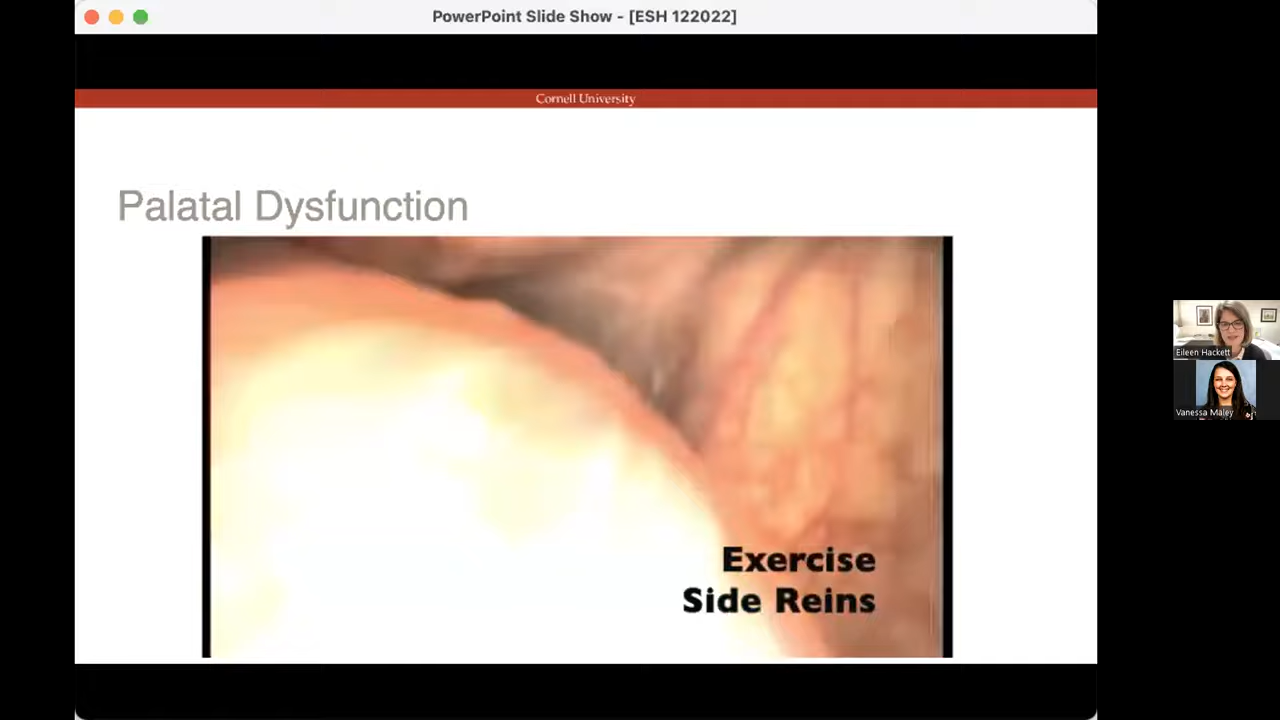 PowerPoint Slide Show - [ESH 122022]
Cornell University
Palatal Dysfunction
Exercise
Side Reins
Eileen Hackett
Vanessa Maley